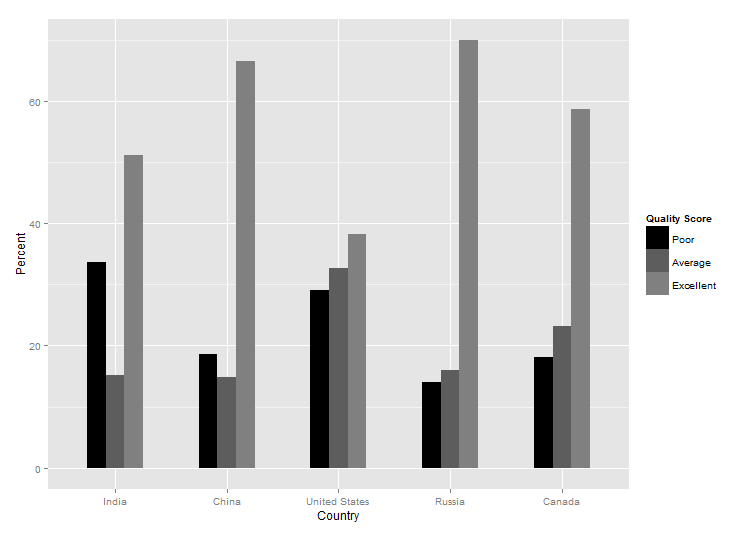 60
40
20
0
Percent
India China United States Russia Canada
Country
Quality Score
Poor
Average
Excellent